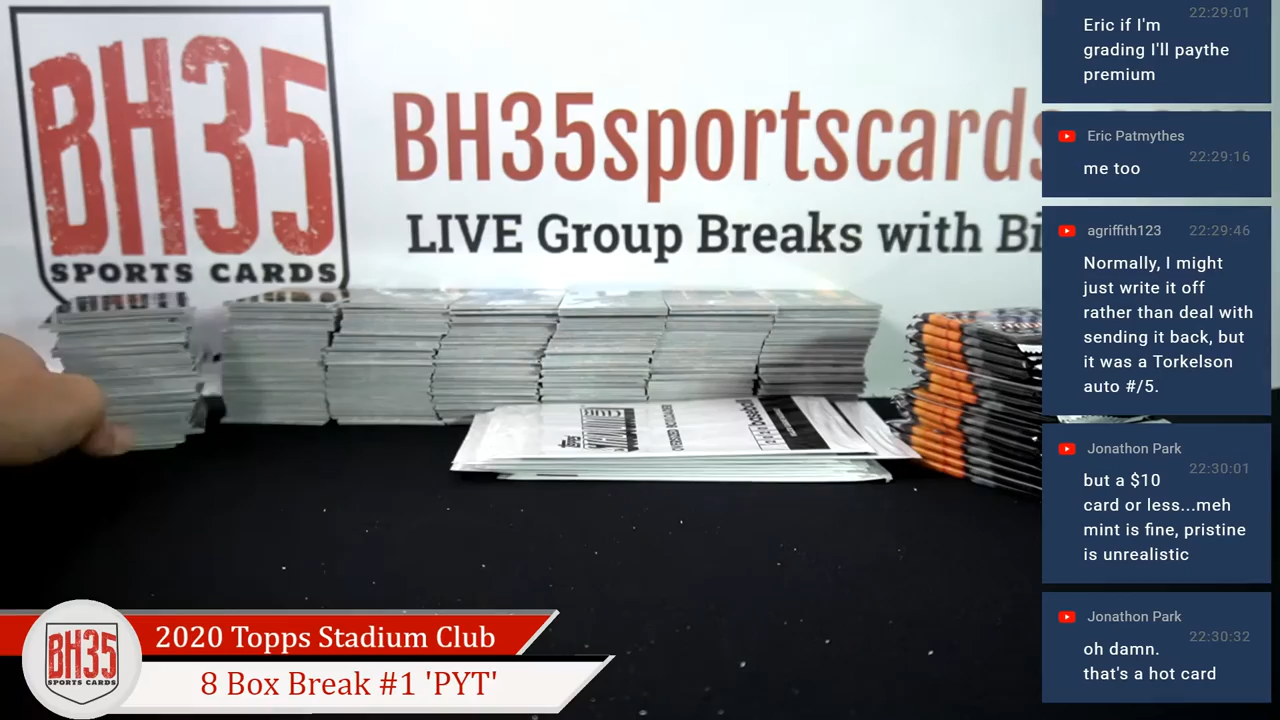 BH35
SPORTS CARDS
BH35sportscards
LIVE Group Breaks with Bi
22:29:01
Eric if I'm
grading I'll paythe
premium
Eric Patmythes
22:29:16
me too
agriffith123 22:29:46
Normally, I might
just write it off
rather than deal with
sending it back, but
it was a Torkelson
auto #/5.
Jonathon Park
22:30:01
but a $10
card or less...meh
mint is fine, pristine
is unrealistic
Jonathon Park
22:30:32
oh damn.
that's a hot card
BH35
SPORTS CARDS
2020 Topps Stadium Club
8 Box Break #1 'PYT'